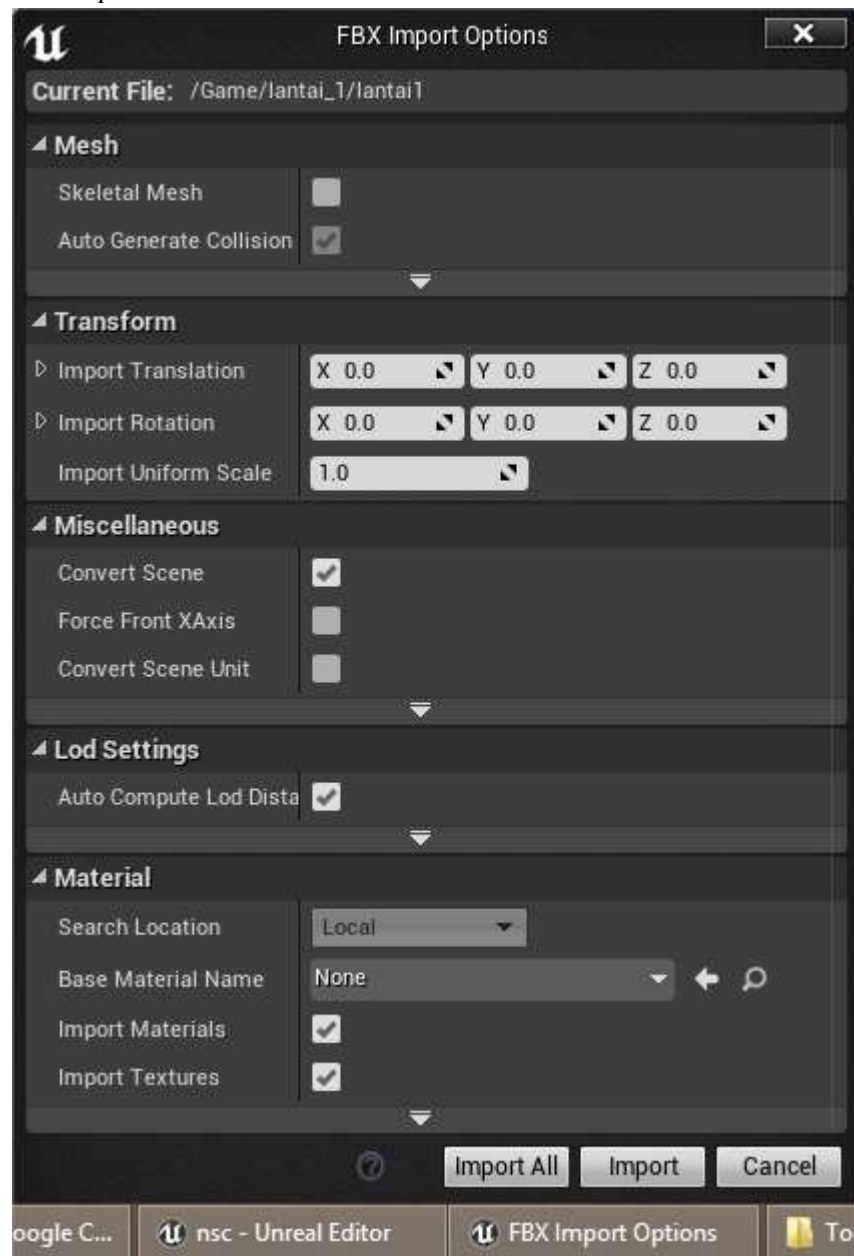 FBX Import Options
Current File: /Game/lantai_1/lantai1
Mesh
Skeletal Mesh
Auto Generate Collision
Transform
Import Translation X 0.0 Y 0.0 Z 0.0
Import Rotation X 0.0 Y 0.0 Z 0.0
Import Uniform Scale 1.0
Miscellaneous
Convert Scene
Force Front XAxis
Convert Scene Unit
Lod Settings
Auto Compute Lod Dista
Material
Search Location Local
Base Material Name None
Import Materials
Import Textures
Import All Import Cancel
oogle C... nsc - Unreal Editor FBX Import Options To